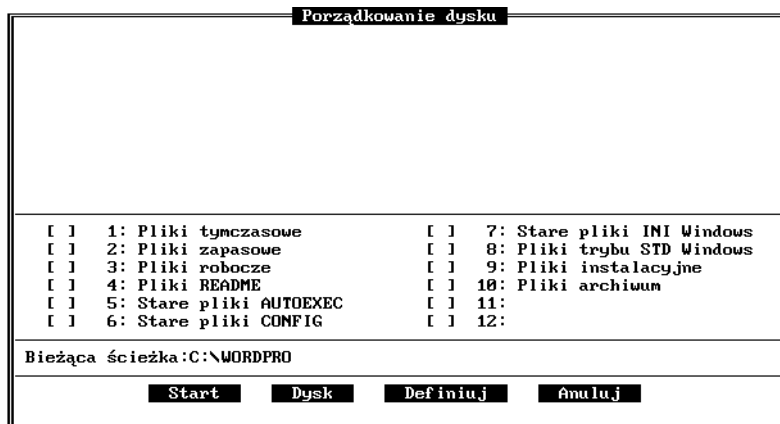 Porządkowanie dysku
[ ] 1: Pliki tymczasowe [ ] 7: Stare pliki INI Windows
[ ] 2: Pliki zapasowe [ ] 8: Pliki trybu STD Windows
[ ] 3: Pliki robocze [ ] 9: Pliki instalacyjne
[ ] 4: Pliki README [ ] 10: Pliki archiwum
[ ] 5: Stare pliki AUTOEXEC [ ] 11:
[ ] 6: Stare pliki CONFIG [ ] 12:
Bieżąca ścieżka:C:\WORDPRO
Start Dysk Definiuj Anuluj